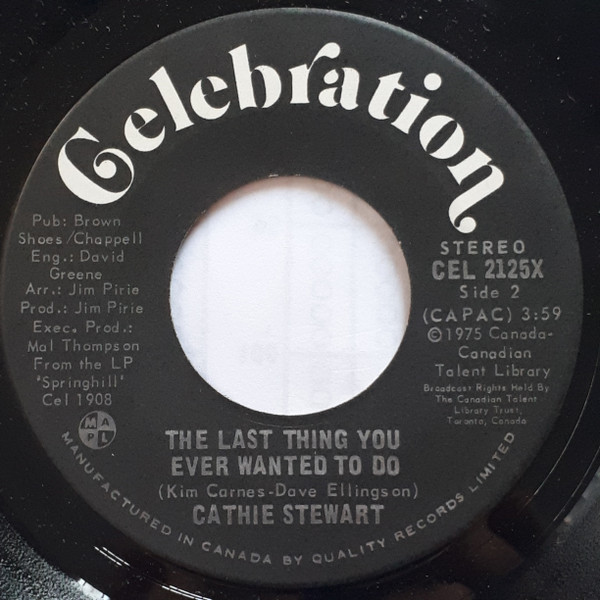 Celebration
Pub: Brown
Shoes/Chappell
Eng.: David
Greene
Arr.: Jim Pirie
Prod.: Jim Pirie
Exec. Prod.:
Mal Thompson
From the LP
'Springhill'
Cel 1908
STEREO
CEL 2125X
Side 2
(CAPAC) 3:59
©1975 Canada-
Canadian
Talent Library
Broadcast Rights Held By
The Canadian Talent
Library Trust,
Toronto, Canada
M A
P L
THE LAST THING YOU
EVER WANTED TO DO
(Kim Carnes-Dave Ellingson)
CATHIE STEWART
MANUFACTURED IN CANADA BY QUALITY RECORDS LIMITED